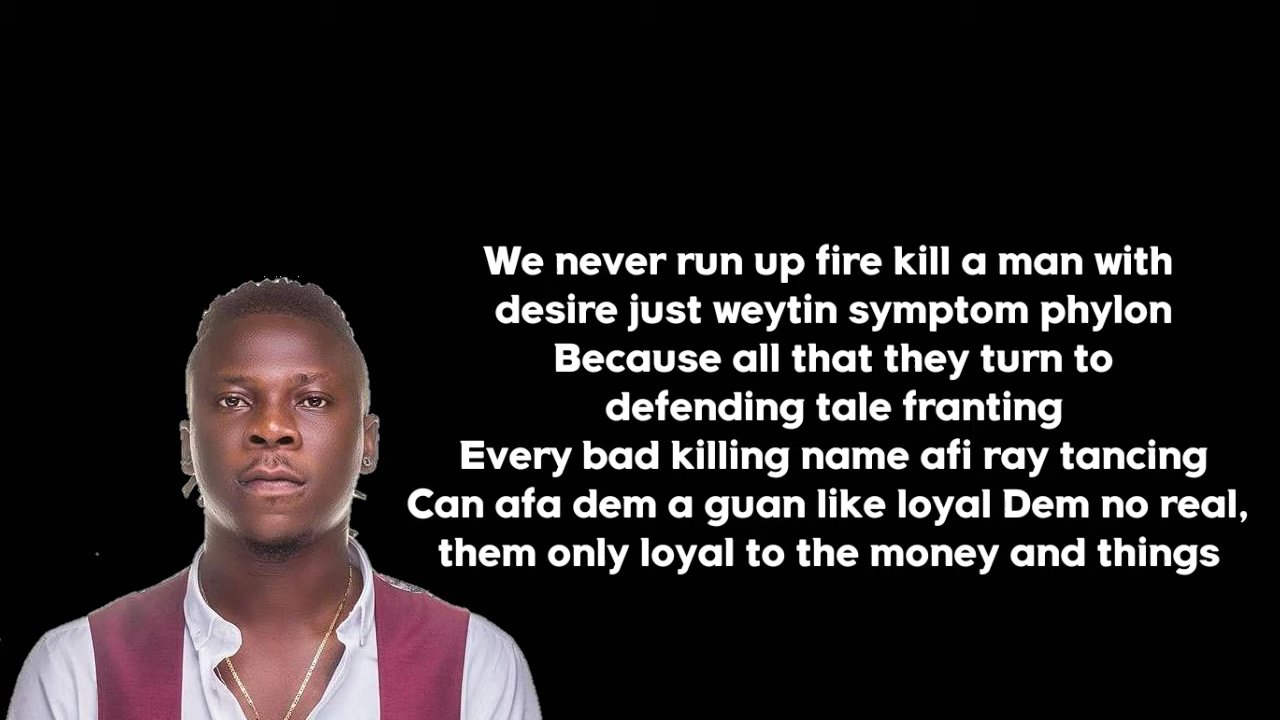 We never run up fire kill a man with
desire just weytin symptom phylon
Because all that they turn to
defending tale franting
Every bad killing name afi ray tancing
Can afa dem a guan like loyal Dem no real,
them only loyal to the money and things